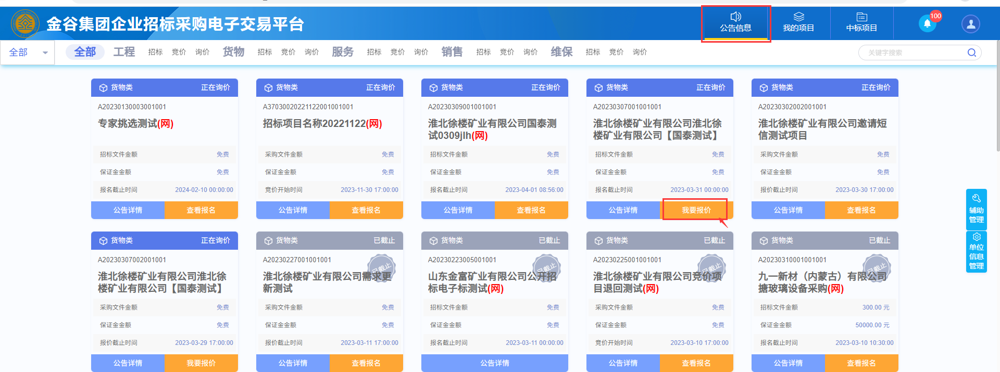 金谷集团企业招标采购电子交易平台
公告信息
我的项目
中标项目
100
全部
全部 工程 招标 竞价 询价 货物 招标 竞价 询价 服务 招标 竞价 询价 销售 招标 竞价 询价 维保 招标 竞价 询价
关键字搜索
货物类 正在询价
A20230130003001001
专家挑选测试(网)
招标文件金额 免费
保证金金额 免费
报名截止时间 2024-02-10 00:00:00
公告详情 查看报名
货物类 正在询价
A37030020221122001001001
招标项目名称20221122(网)
采购文件金额 免费
保证金金额 免费
竞价开始时间 2023-11-30 17:00:00
公告详情 查看报名
货物类 正在询价
A20230309001001001
淮北徐楼矿业有限公司国泰测
试0309jlh(网)
招标文件金额 免费
保证金金额 免费
报名截止时间 2023-04-01 08:56:00
公告详情 查看报名
货物类 正在询价
A20230307001001001
淮北徐楼矿业有限公司淮北徐
楼矿业有限公司【国泰测试】
招标文件金额 免费
保证金金额 免费
报名截止时间 2023-03-31 00:00:00
公告详情 我要报价
货物类 正在询价
A20230302002001001
淮北徐楼矿业有限公司邀请短
信测试项目
采购文件金额 免费
保证金金额 免费
报价截止时间 2023-03-30 17:00:00
公告详情 查看报名
货物类 正在询价
A20230307002001001
淮北徐楼矿业有限公司淮北徐
楼矿业有限公司【国泰测试】
采购文件金额 免费
保证金金额 免费
报价截止时间 2023-03-29 17:00:00
公告详情 我要报价
货物类 已截止
A20230227001001001
已截止
淮北徐楼矿业有限公司需求更
新测试
采购文件金额 免费
保证金金额 免费
报价截止时间 2023-03-11 17:00:00
公告详情 查看报名
货物类 已截止
A20230223005001001
已截止
山东金富矿业有限公司公开招
标电子标测试(网)
招标文件金额 免费
保证金金额 免费
报名截止时间 2023-03-11 00:00:00
公告详情
货物类 已截止
A20230225001001001
已截止
淮北徐楼矿业有限公司竞价项
目退回测试(网)
采购文件金额 免费
保证金金额 免费
竞价开始时间 2023-03-10 17:00:00
公告详情 查看报名
货物类 已截止
A20230310001001001
已截止
九一新材（内蒙古）有限公司
搪玻璃设备采购(网)
招标文件金额 300.00 元
保证金金额 50000.00 元
报名截止时间 2023-03-10 10:30:00
公告详情 查看报名
辅助
管理
单位
信息
管理